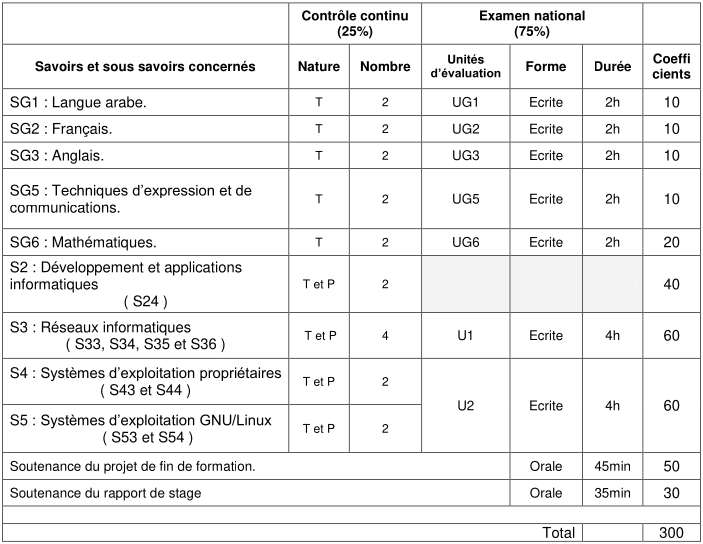 Contrôle continu
(25%)
Examen national
(75%)
Savoirs et sous savoirs concernés
Nature
Nombre
Unités
d'évaluation
Forme
Durée
Coeffi
cients
SG1 : Langue arabe.
T
2
UG1
Ecrite
2h
10
SG2 : Français.
T
2
UG2
Ecrite
2h
10
SG3 : Anglais.
T
2
UG3
Ecrite
2h
10
SG5 : Techniques d'expression et de
communications.
T
2
UG5
Ecrite
2h
10
SG6 : Mathématiques.
T
2
UG6
Ecrite
2h
20
S2 : Développement et applications
informatiques
( S24 )
T et P
2
40
S3 : Réseaux informatiques
( S33, S34, S35 et S36 )
T et P
4
U1
Ecrite
4h
60
S4 : Systèmes d'exploitation propriétaires
( S43 et S44 )
T et P
2
U2
Ecrite
4h
60
S5 : Systèmes d'exploitation GNU/Linux
( S53 et S54 )
T et P
2
Soutenance du projet de fin de formation.
Orale
45min
50
Soutenance du rapport de stage
Orale
35min
30
Total
300